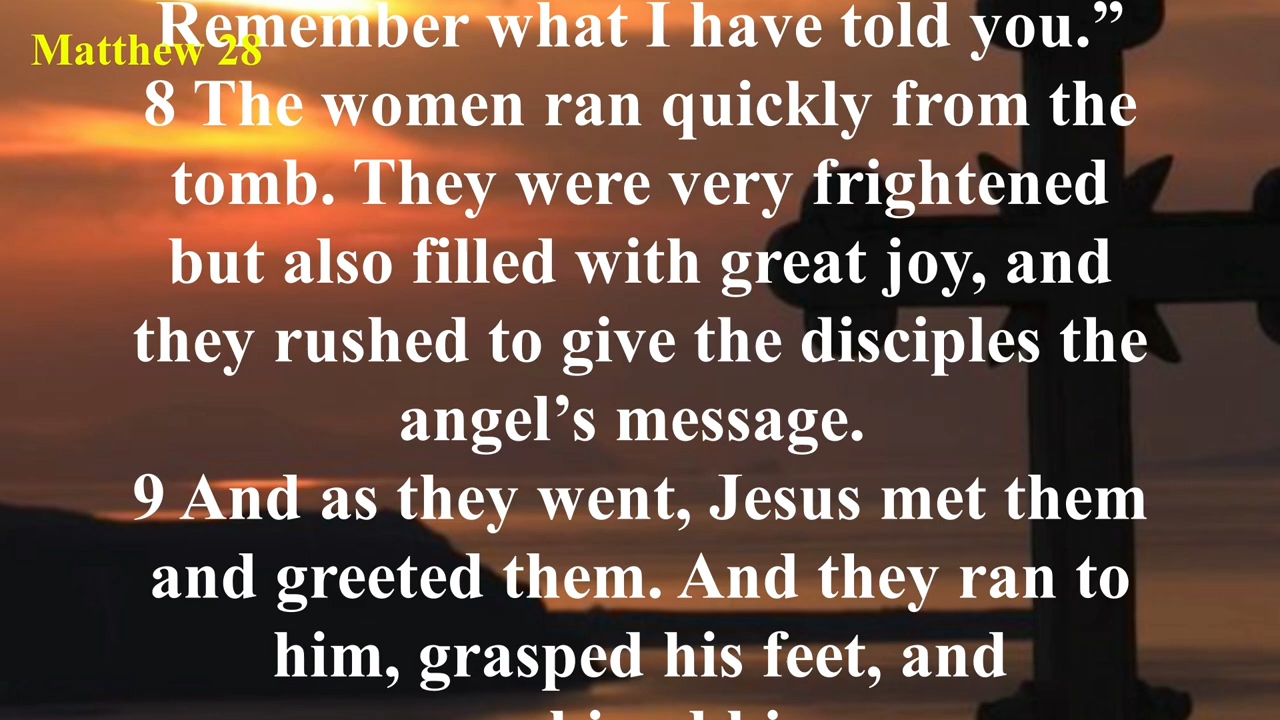 Matthew 28
Remember what I have told you.”
8 The women ran quickly from the
tomb. They were very frightened
but also filled with great joy, and
they rushed to give the disciples the
angel’s message.
9 And as they went, Jesus met them
and greeted them. And they ran to
him, grasped his feet, and